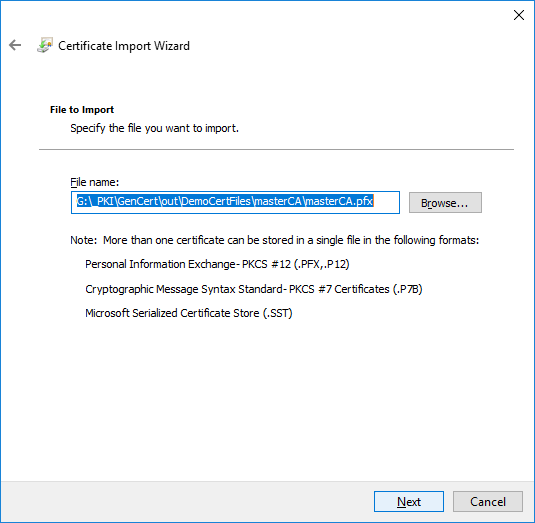 Certificate Import Wizard
File to Import
Specify the file you want to import.
File name:
G:\_PKI\GenCert\out\DemoCertFiles\masterCA\masterCA.pfx
Browse...
Note:  More than one certificate can be stored in a single file in the following formats:
Personal Information Exchange- PKCS #12 (.PFX,.P12)
Cryptographic Message Syntax Standard- PKCS #7 Certificates (.P7B)
Microsoft Serialized Certificate Store (.SST)
Next
Cancel